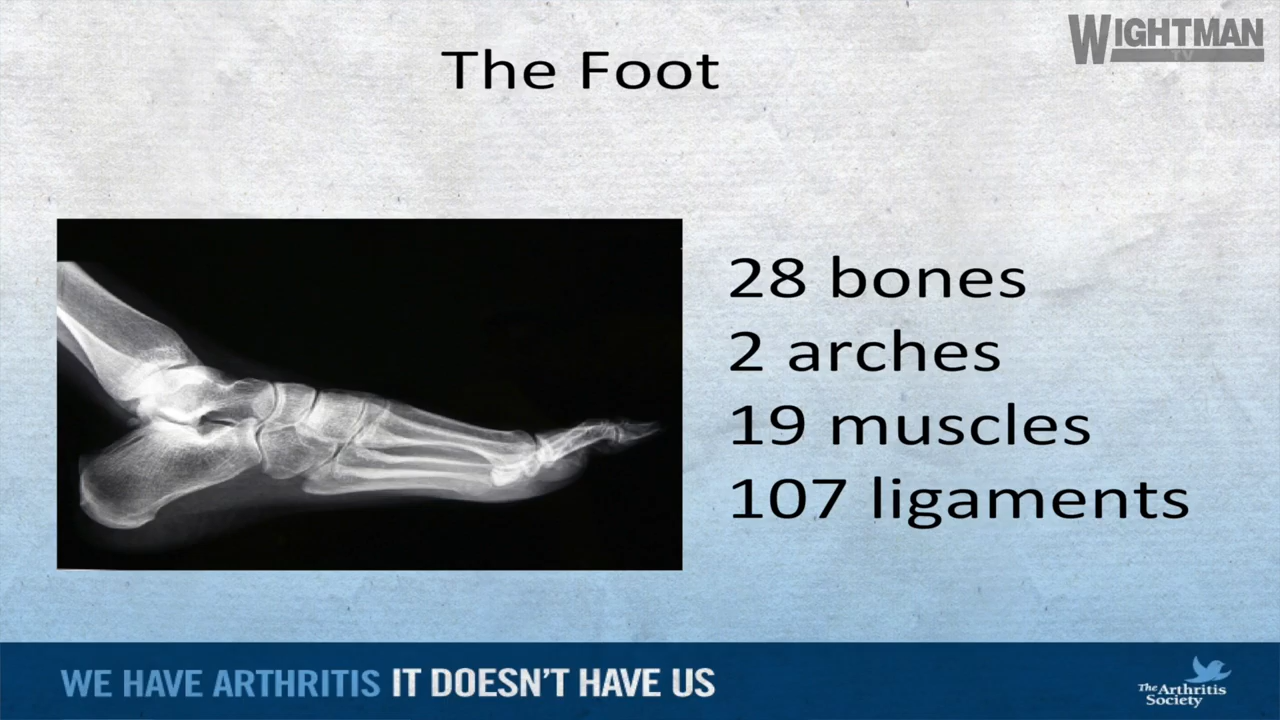 WIGHTMAN
TV
The Foot
28 bones
2 arches
19 muscles
107 ligaments
WE HAVE ARTHRITIS IT DOESN'T HAVE US
The Arthritis
Society